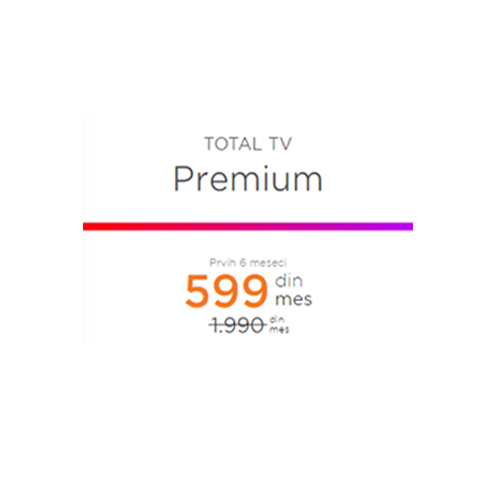 TOTAL TV
Premium
Prvih 6 meseci
599 din mes
1.990 din mes